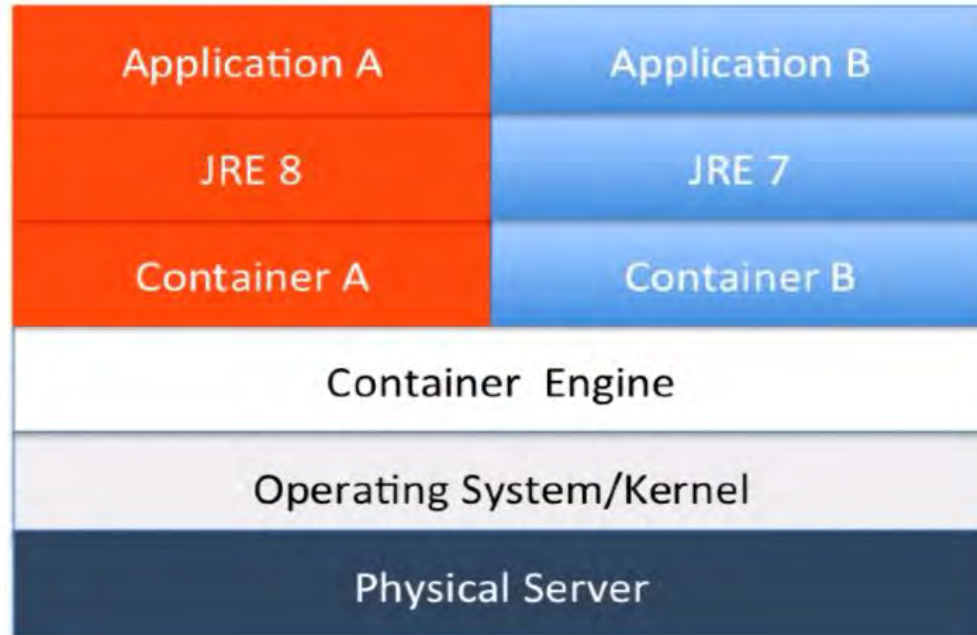 Application A
Application B
JRE 8
JRE 7
Container A
Container B
Container Engine
Operating System/Kernel
Physical Server